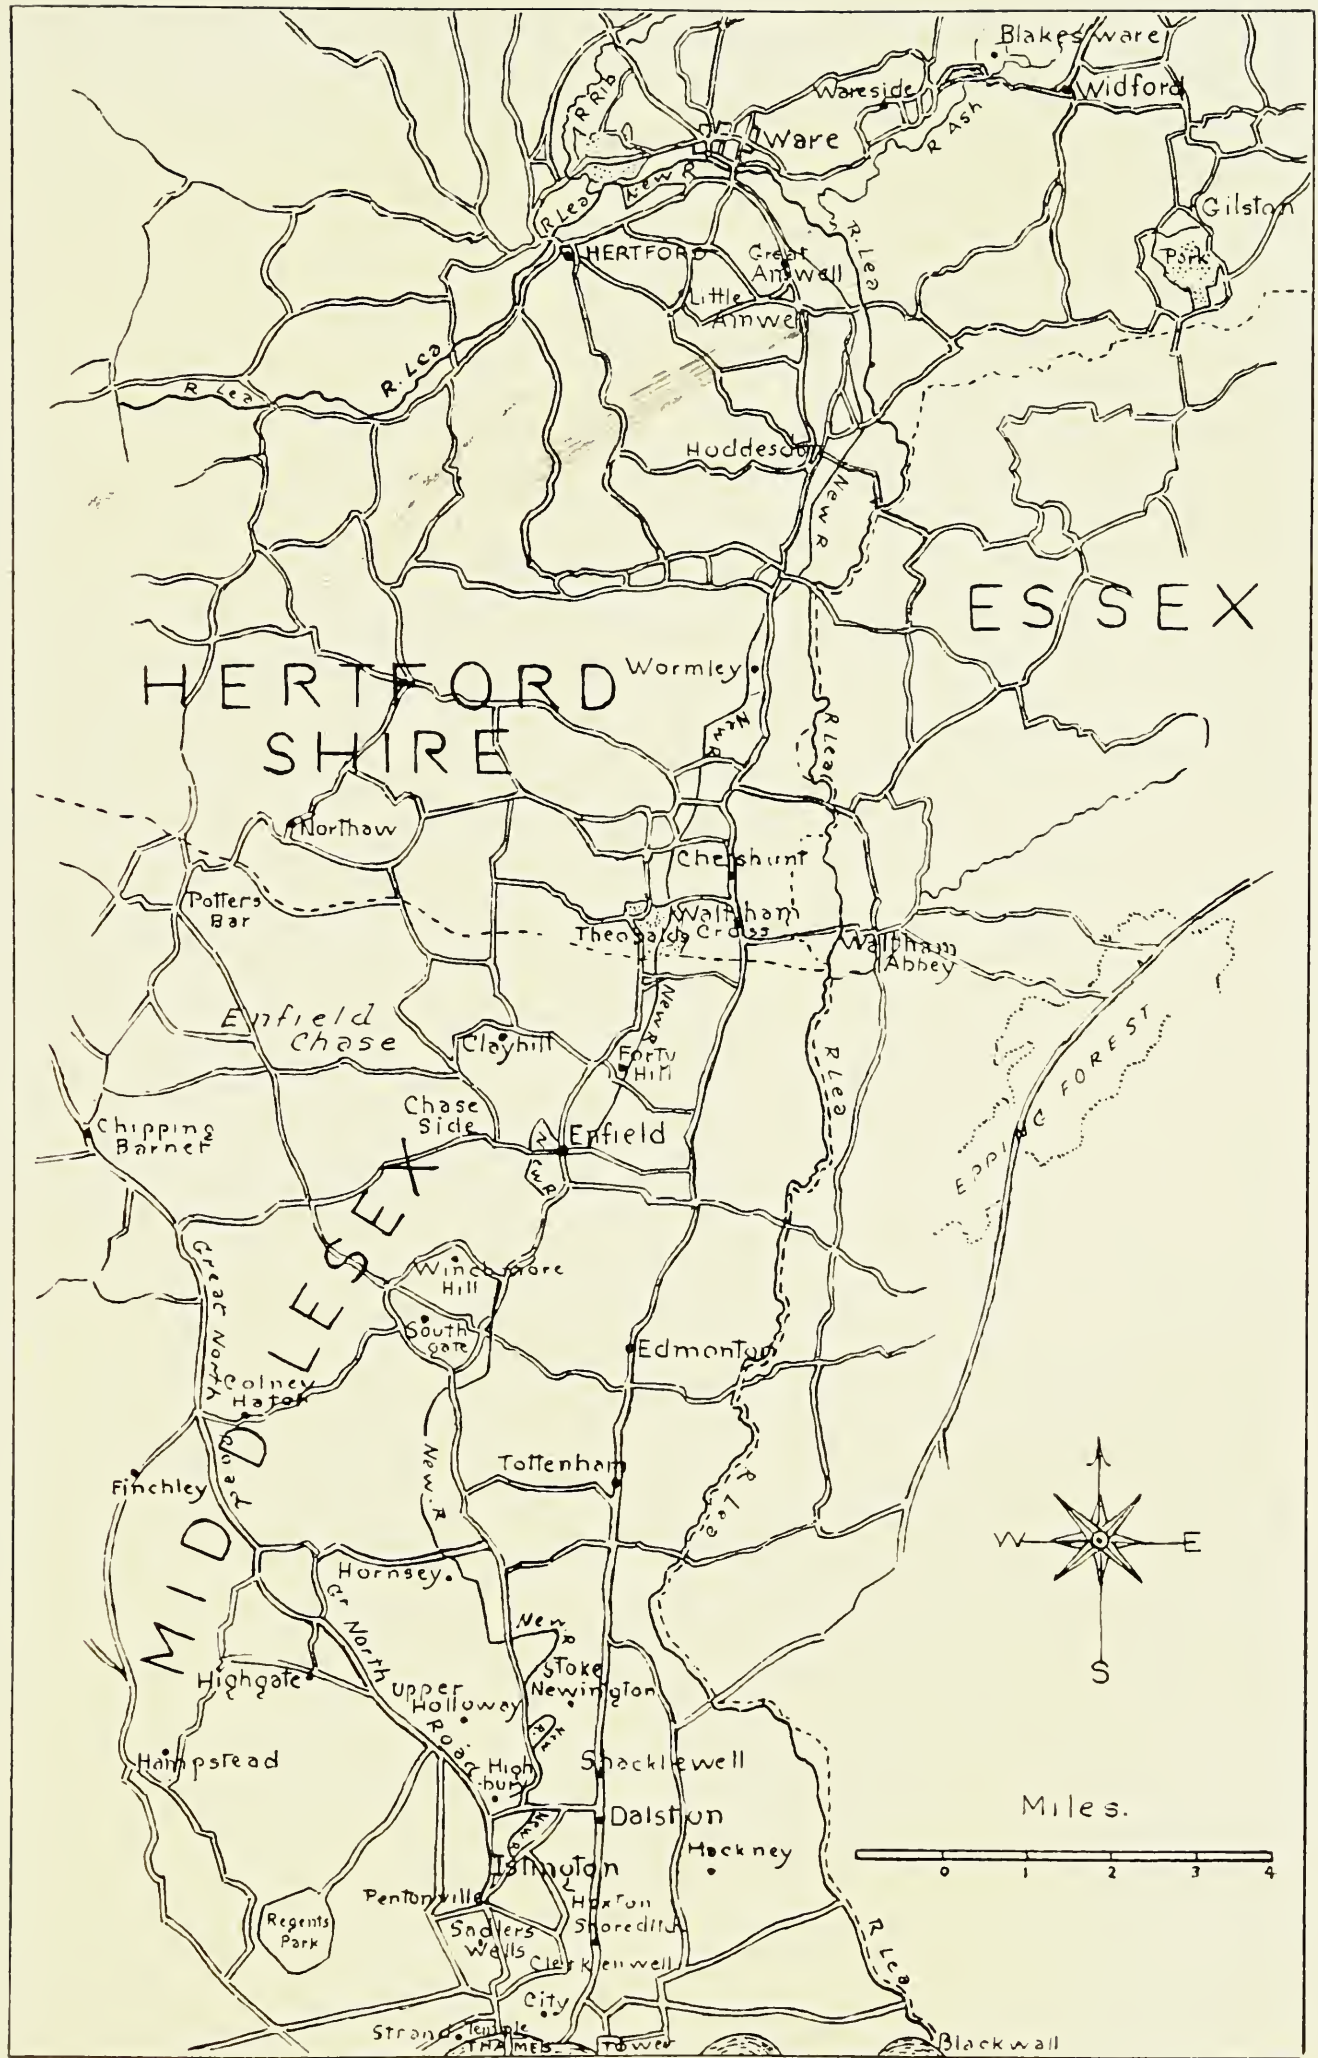 Blakesware
Wareside
Widford
R Rib
Ware
R Ash
New R
R Lea
Gilston
R. Lea
HERTFORD
Great
Amwell
Park
Little
Amwel
R. Lea
R Lea
Hoddesdon
New R
ESSEX
HERTFORD
SHIRE
Wormley
New R
R Lea
Northaw
Cheshunt
Potters
Bar
Waltham
Cross
Theobalds
Waltham
Abbey
New R
Enfield
Chase
Clayhill
Forty
Hill
R Lea
EPPING FOREST
Chase
Side
Chipping
Barnet
Enfield
New R
MIDDLESEX
Great North Road
Winchmore
Hill
South
gate
Edmonton
Colney
Hatch
New. R
Tottenham
Finchley
R Lea
W
E
S
Hornsey
Gr North Road
New. R
Stoke
Newington
Highgate
Upper
Holloway
New R.
Hampstead
High
bury
Shacklewell
Miles.
0 1 2 3 4
Dalston
New R
Hackney
Islington
Pentonville
Hoxton
Regents
Park
Shoreditch
Sadlers
Wells
Clerkenwell
R Lea
City
Strand
Temple
THAMES
TOWER
Blackwall